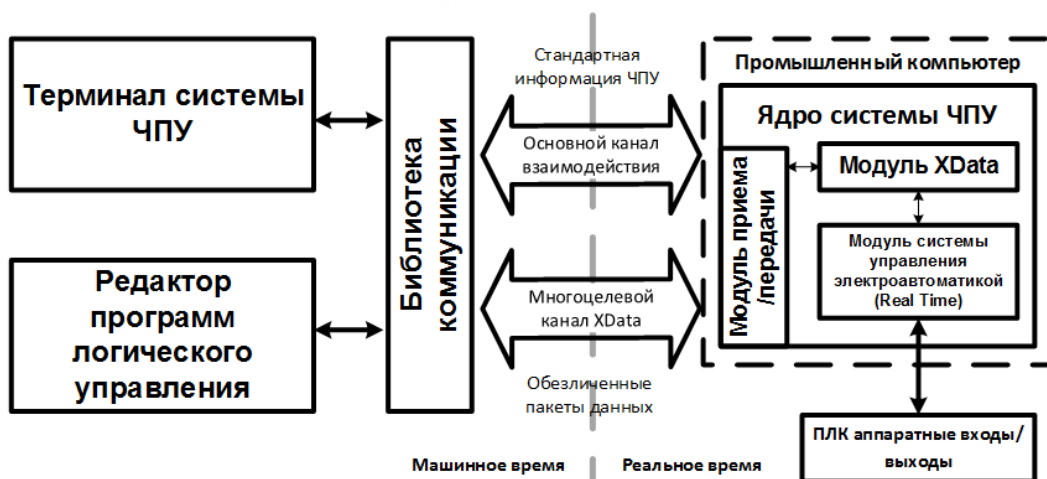 Терминал системы
ЧПУ
Редактор
программ
логического
управления
Библиотека
коммуникации
Стандартная
информация ЧПУ
Основной канал
взаимодействия
Многоцелевой
канал XData
Обезличенные
пакеты данных
Машинное время
Реальное время
Промышленный компьютер
Ядро системы ЧПУ
Модуль приема
/передачи
Модуль XData
Модуль системы
управления
электроавтоматикой
(Real Time)
ПЛК аппаратные входы/
выходы